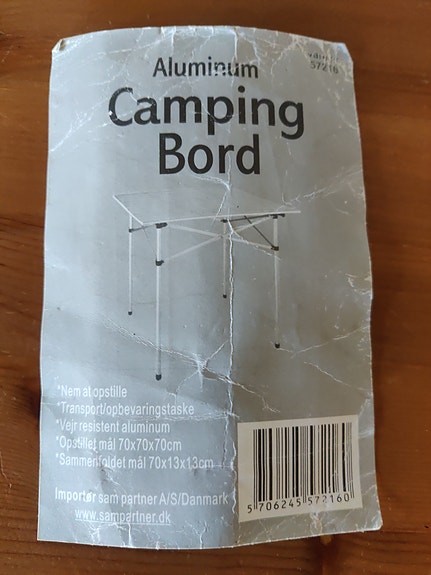 57216
Aluminum
Camping
Bord
*Nem at opstille
*Transport/opbevaringstaske
*Vejr resistent aluminum
*Opstillet mål 70x70x70cm
*Sammenfoldet mål 70x13x13cm
Importør sam partner A/S/Danmark
www.sampartner.dk
5 706245 572160